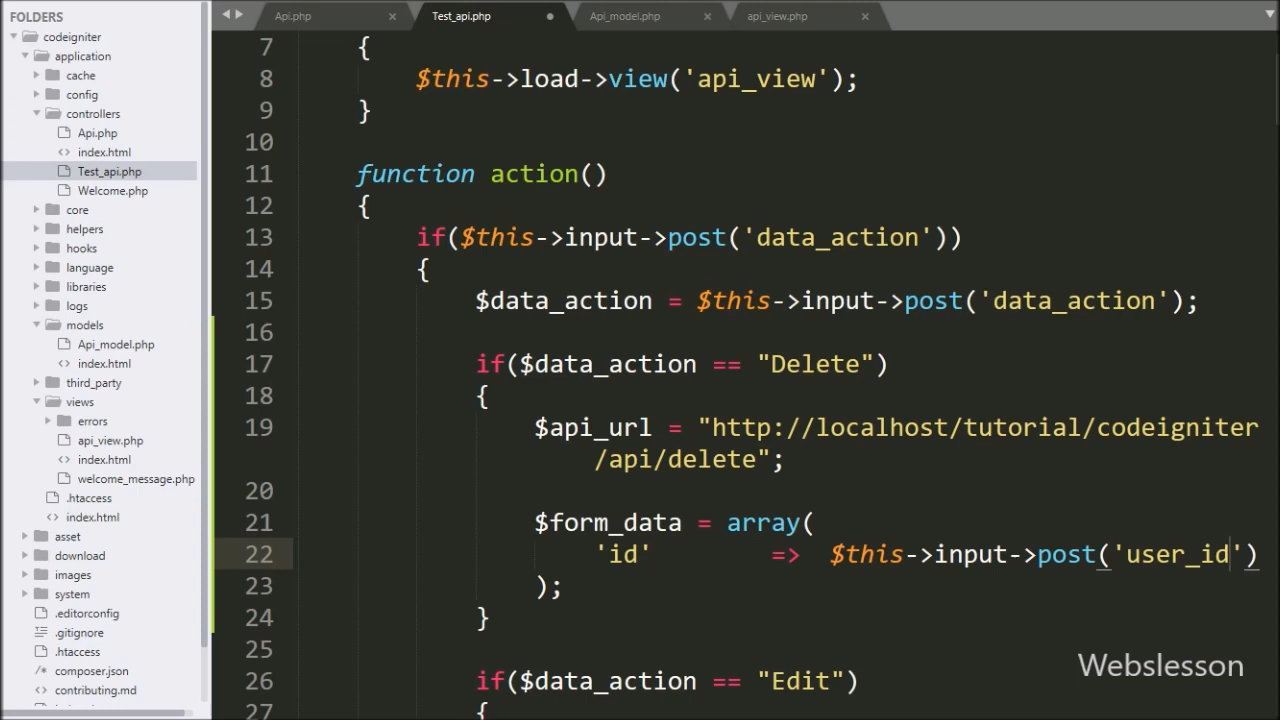 FOLDERS
codeigniter
application
cache
config
controllers
Api.php
index.html
Test_api.php
Welcome.php
core
helpers
hooks
language
libraries
logs
models
Api_model.php
index.html
third_party
views
errors
api_view.php
index.html
welcome_message.php
.htaccess
index.html
asset
download
images
system
.editorconfig
.gitignore
.htaccess
composer.json
contributing.md
Api.php Test_api.php Api_model.php api_view.php
7 {
8 $this->load->view('api_view');
9 }
10
11 function action()
12 {
13 if($this->input->post('data_action'))
14 {
15 $data_action = $this->input->post('data_action');
16
17 if($data_action == "Delete")
18 {
19 $api_url = "http://localhost/tutorial/codeigniter
/api/delete";
20
21 $form_data = array(
22 'id' => $this->input->post('user_id')
23 );
24 }
25
26 if($data_action == "Edit")
27 {
Webslesson